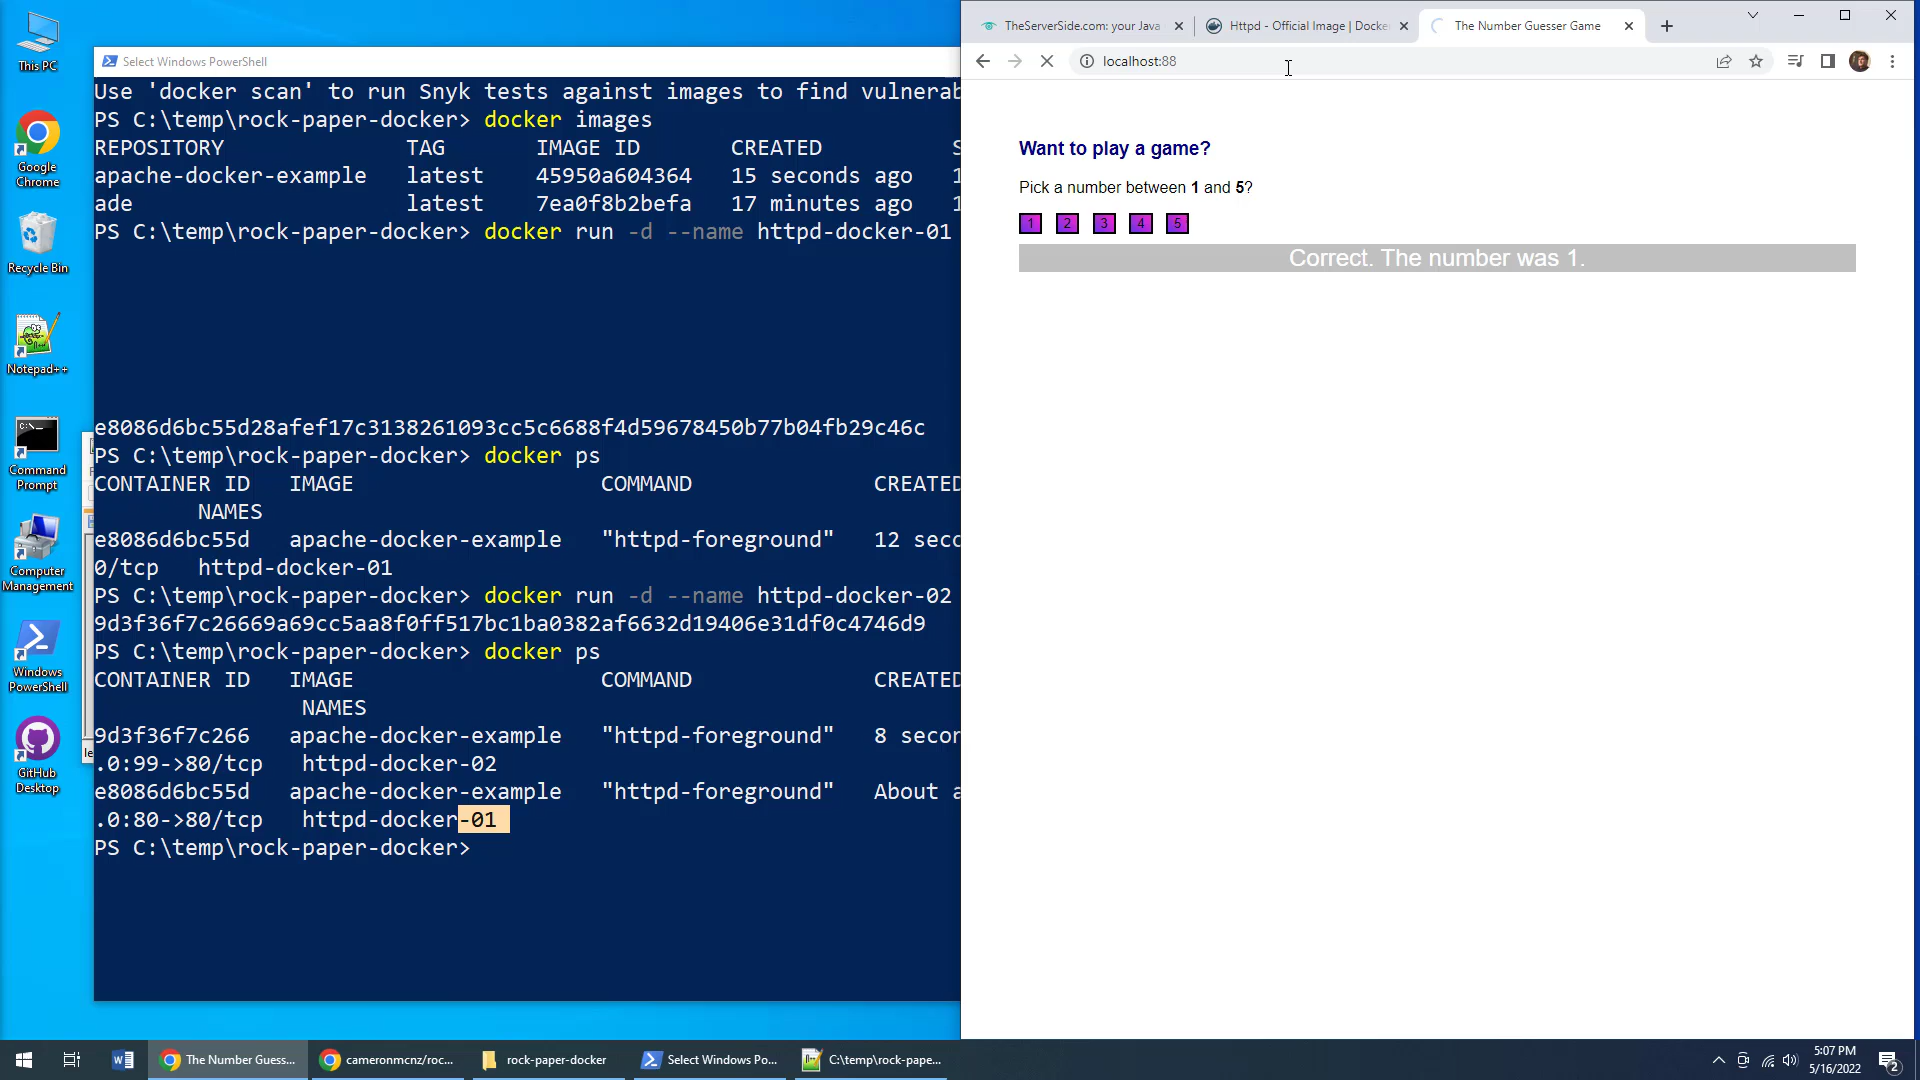 This PC
Google
Chrome
Recycle Bin
Notepad++
Command
Prompt
Computer
Management
Windows
PowerShell
GitHub
Desktop
Select Windows PowerShell
Use 'docker scan' to run Snyk tests against images to find vulnerab
PS C:\temp\rock-paper-docker> docker images
REPOSITORY TAG IMAGE ID CREATED S
apache-docker-example latest 45950a604364 15 seconds ago 1
ade latest 7ea0f8b2befa 17 minutes ago 1
PS C:\temp\rock-paper-docker> docker run -d --name httpd-docker-01
e8086d6bc55d28afef17c3138261093cc5c6688f4d59678450b77b04fb29c46c
PS C:\temp\rock-paper-docker> docker ps
CONTAINER ID IMAGE COMMAND CREATED
NAMES
e8086d6bc55d apache-docker-example "httpd-foreground" 12 seco
0/tcp httpd-docker-01
PS C:\temp\rock-paper-docker> docker run -d --name httpd-docker-02
9d3f36f7c26669a69cc5aa8f0ff517bc1ba0382af6632d19406e31df0c4746d9
PS C:\temp\rock-paper-docker> docker ps
CONTAINER ID IMAGE COMMAND CREATED
NAMES
9d3f36f7c266 apache-docker-example "httpd-foreground" 8 secon
.0:99->80/tcp httpd-docker-02
e8086d6bc55d apache-docker-example "httpd-foreground" About a
.0:80->80/tcp httpd-docker-01
PS C:\temp\rock-paper-docker>
TheServerSide.com: your Java
Httpd - Official Image | Docke
The Number Guesser Game
localhost:88
Want to play a game?
Pick a number between 1 and 5?
1 2 3 4 5
Correct. The number was 1.
The Number Guess...
cameronmcnz/roc...
rock-paper-docker
Select Windows Po...
C:\temp\rock-pape...
5:07 PM
5/16/2022
2